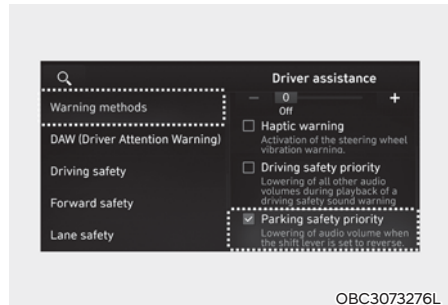 Driver assistance
Warning methods
DAW (Driver Attention Warning)
Driving safety
Forward safety
Lane safety
− 0 +
Off
Haptic warning
Activation of the steering wheel
vibration warning.
Driving safety priority
Lowering of all other audio
volumes during playback of a
driving safety sound warning
Parking safety priority
Lowering of audio volume when
the shift lever is set to reverse.
OBC3073276L